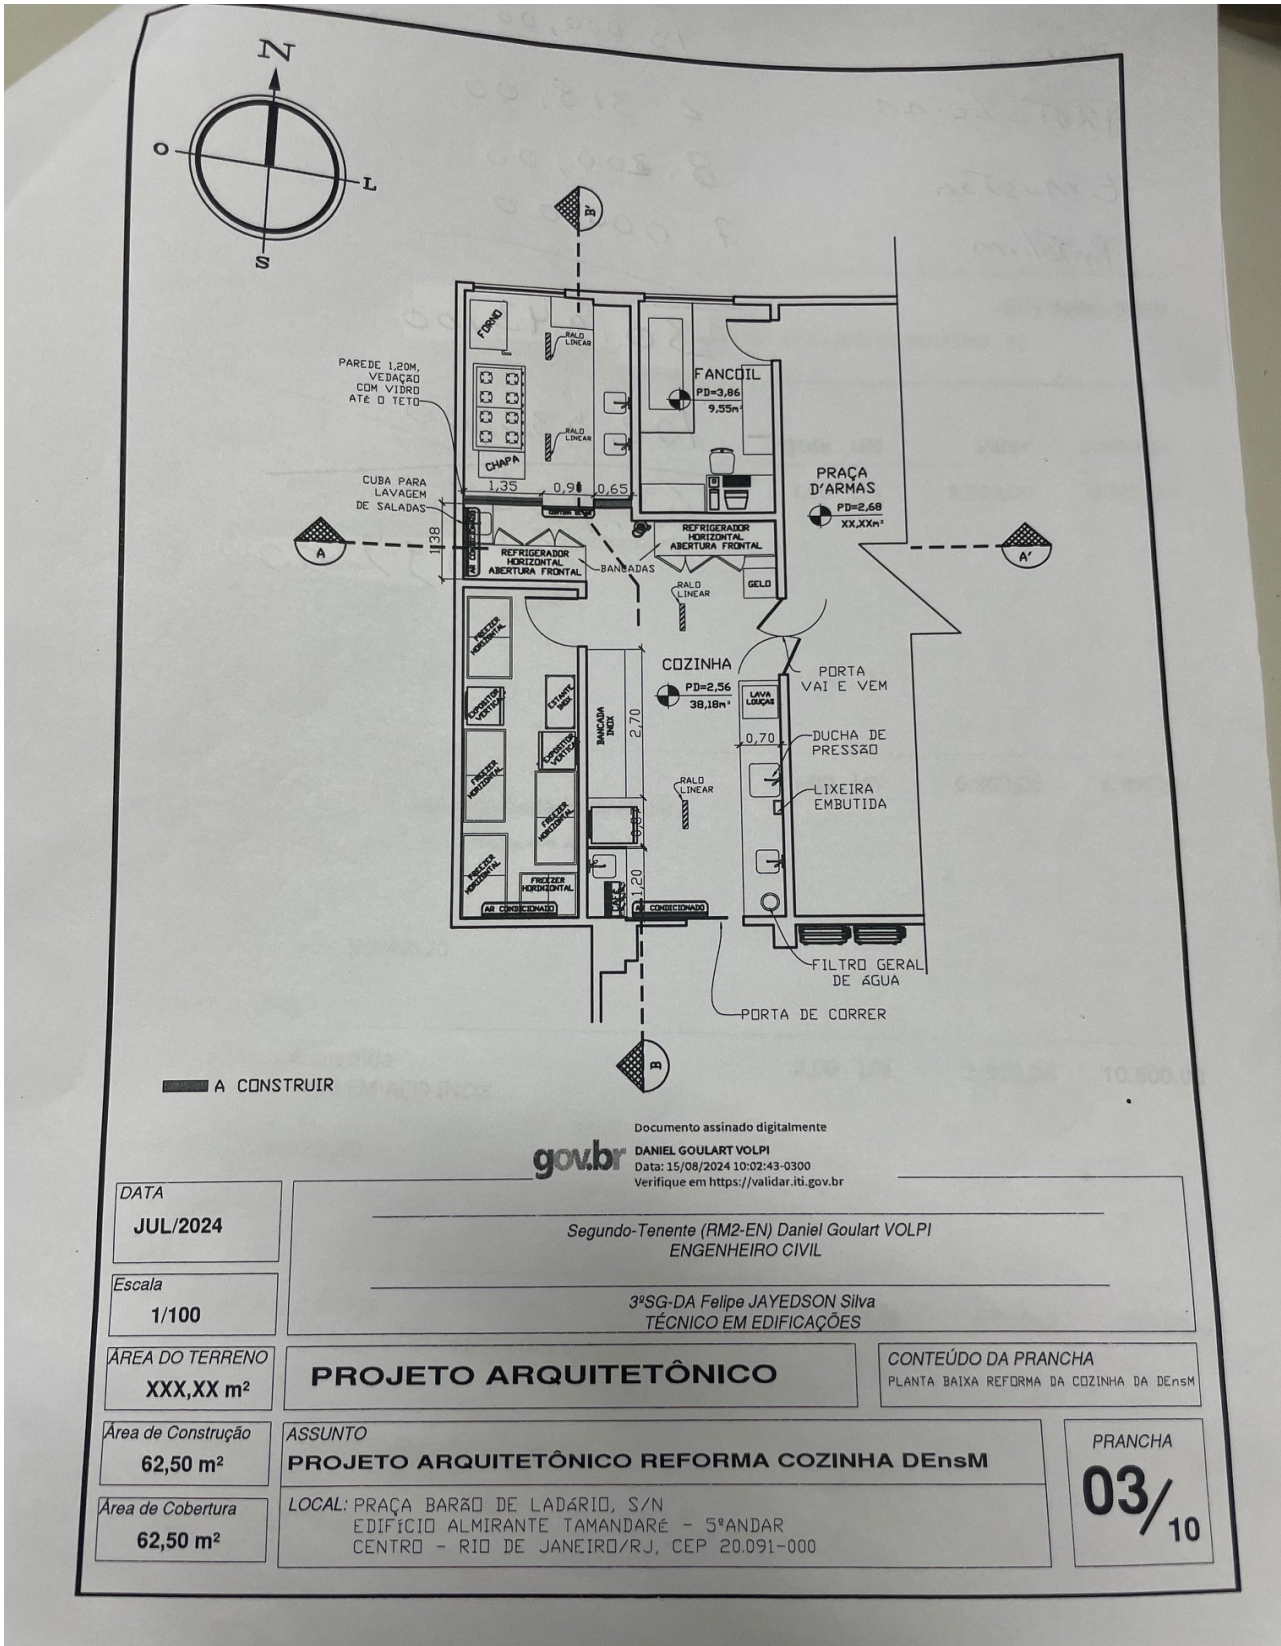 N
O
L
S
B'
FORNO
RALO
LINEAR
PAREDE 1,20M,
VEDAÇÃO
COM VIDRO
ATÉ O TETO
FANCOIL
PD=3,86
9,55m²
RALO
LINEAR
CHAPA
1,35
0,90
0,65
PRAÇA
D'ARMAS
PD=2,68
XX,XXm²
CUBA PARA
LAVAGEM
DE SALADAS
AR CONDICIONADO
1,38
A
REFRIGERADOR
HORIZONTAL
ABERTURA FRONTAL
REFRIGERADOR
HORIZONTAL
ABERTURA FRONTAL
A'
BANCADAS
RALO
LINEAR
GELO
FREEZER
HORIZONTAL
COZINHA
PD=2,56
38,18m²
PORTA
VAI E VEM
EXPOSITOR
VERTICAL
ESTANTE
INOX
LAVA
LOUÇAS
BANCADA
INOX
2,70
0,70
DUCHA DE
PRESSÃO
EXPOSITOR
VERTICAL
FREEZER
HORIZONTAL
RALO
LINEAR
LIXEIRA
EMBUTIDA
FREEZER
HORIZONTAL
FREEZER
HORIZONTAL
FREEZER
HORIZONTAL
1,20
CAFÉ
AR CONDICIONADO
AR CONDICIONADO
FILTRO GERAL
DE ÁGUA
PORTA DE CORRER
B
A CONSTRUIR
Documento assinado digitalmente
gov.br
DANIEL GOULART VOLPI
Data: 15/08/2024 10:02:43-0300
Verifique em https://validar.iti.gov.br
DATA
JUL/2024
Segundo-Tenente (RM2-EN) Daniel Goulart VOLPI
ENGENHEIRO CIVIL
Escala
1/100
3ºSG-DA Felipe JAYEDSON Silva
TÉCNICO EM EDIFICAÇÕES
ÁREA DO TERRENO
XXX,XX m²
PROJETO ARQUITETÔNICO
CONTEÚDO DA PRANCHA
PLANTA BAIXA REFORMA DA COZINHA DA DEnsM
Área de Construção
62,50 m²
ASSUNTO
PROJETO ARQUITETÔNICO REFORMA COZINHA DEnsM
PRANCHA
03/10
Área de Cobertura
62,50 m²
LOCAL: PRAÇA BARÃO DE LADÁRIO, S/N
EDIFÍCIO ALMIRANTE TAMANDARÉ - 5ºANDAR
CENTRO - RIO DE JANEIRO/RJ, CEP 20.091-000